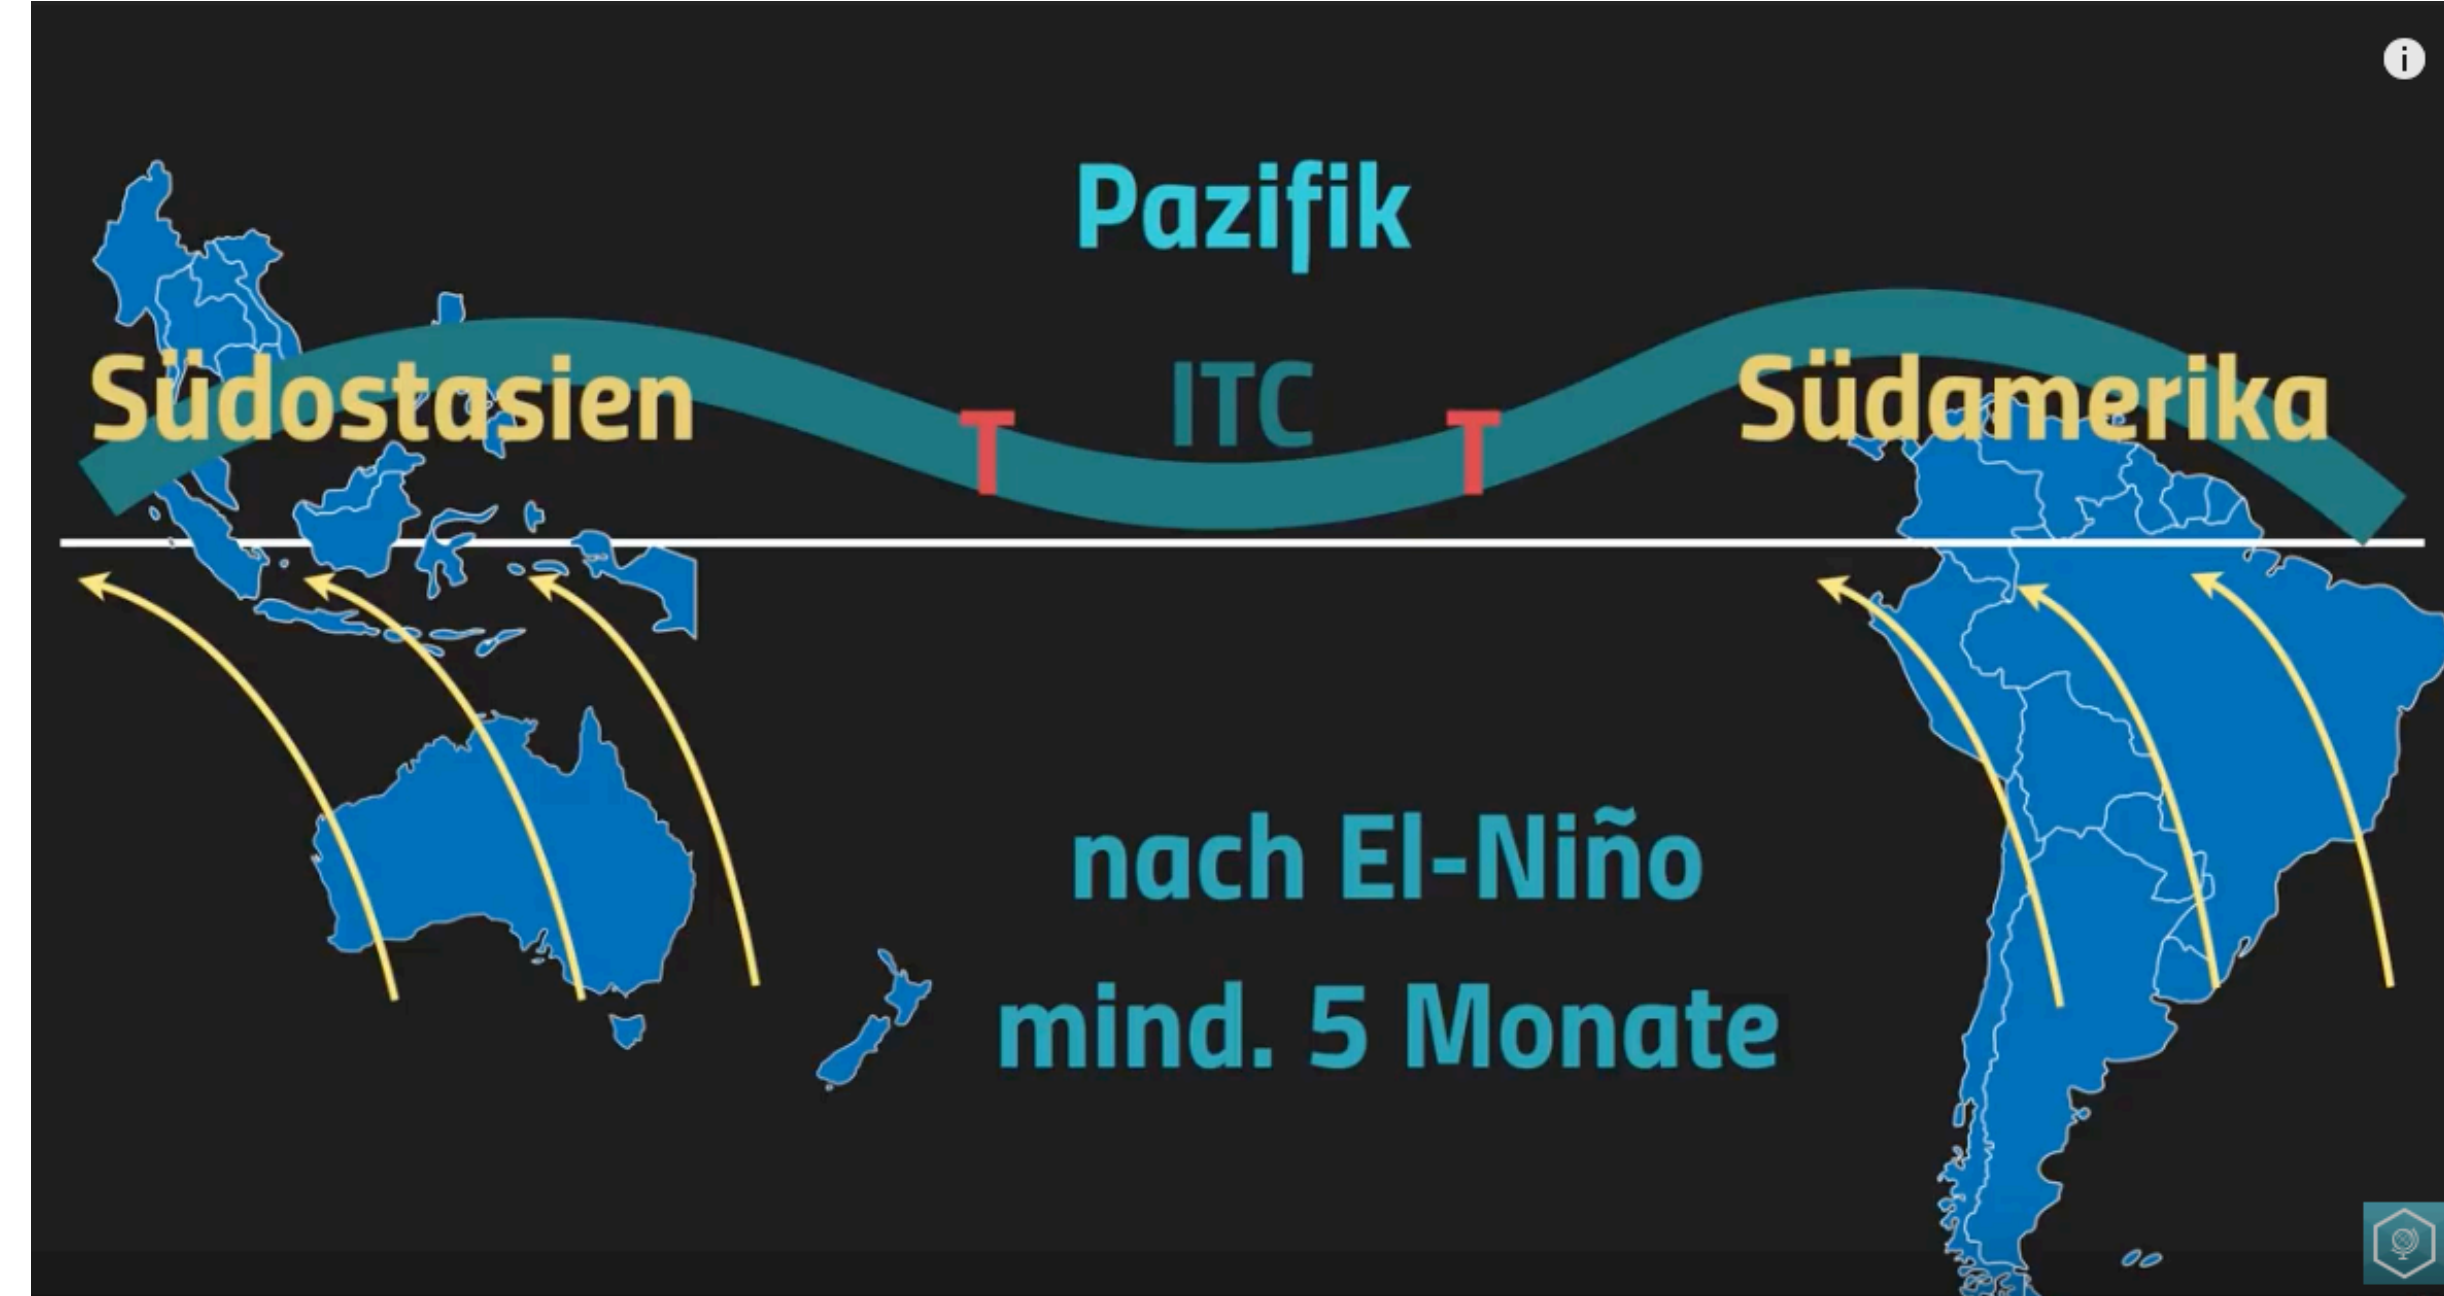 Pazifik
ITC
Südostasien
Südamerika
T
T
nach El-Niño
mind. 5 Monate
i